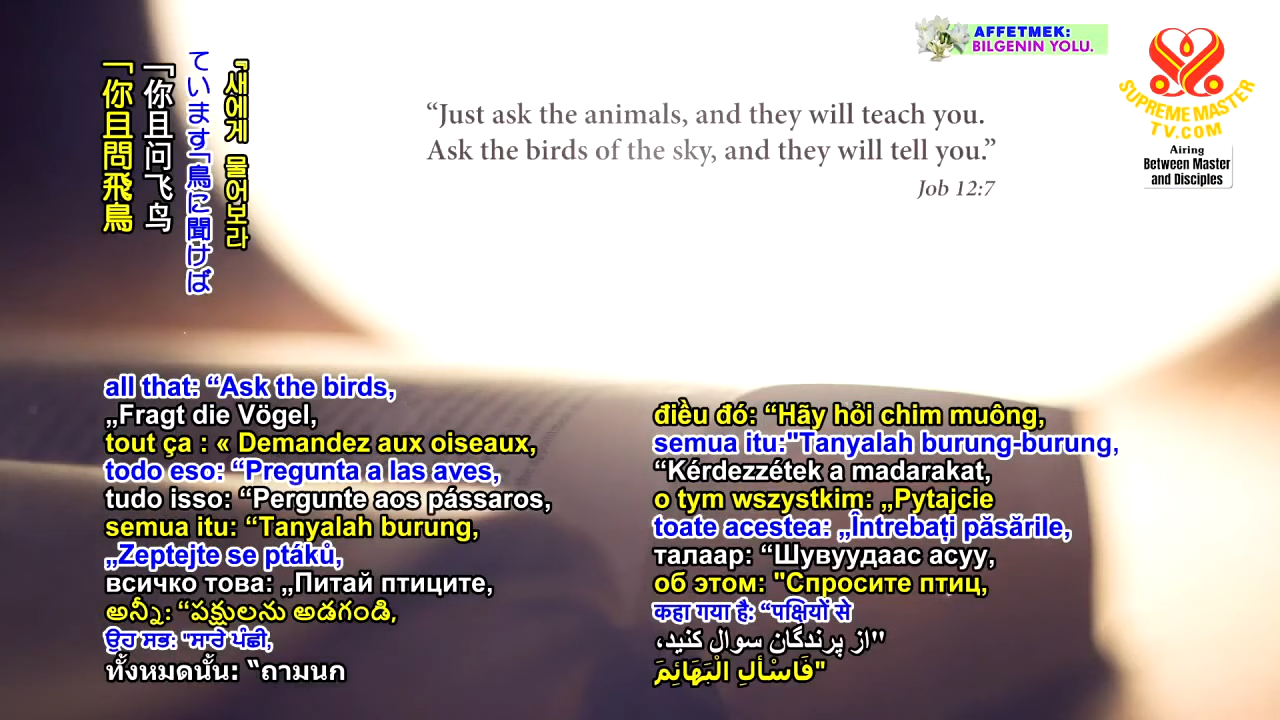 AFFETMEK:
BILGENIN YOLU.
SUPREME MASTER
TV.COM
Airing
Between Master
and Disciples
“Just ask the animals, and they will teach you.
Ask the birds of the sky, and they will tell you.”
Job 12:7
『새에게 물어보라
ています「鳥に聞けば
「你且问飞鸟
「你且問飛鳥
all that: “Ask the birds,
„Fragt die Vögel,
tout ça : « Demandez aux oiseaux,
todo eso: “Pregunta a las aves,
tudo isso: “Pergunte aos pássaros,
semua itu: “Tanyalah burung,
„Zeptejte se ptáků,
всичко това: „Питай птиците,
అన్నీ: “పక్షులను అడగండి,
ਉਹ ਸਭ: "ਸਾਰੇ ਪੰਛੀ,
ทั้งหมดนั้น: “ถามนก
điều đó: “Hãy hỏi chim muông,
semua itu:"Tanyalah burung-burung,
“Kérdezzétek a madarakat,
o tym wszystkim: „Pytajcie
toate acestea: „Întrebați păsările,
талаар: “Шувуудаас асуу,
об этом: "Спросите птиц,
कहा गया है: “पक्षियों से
"از پرندگان سوال کنید،
"فَاسْألِ الْبَهَائِمَ